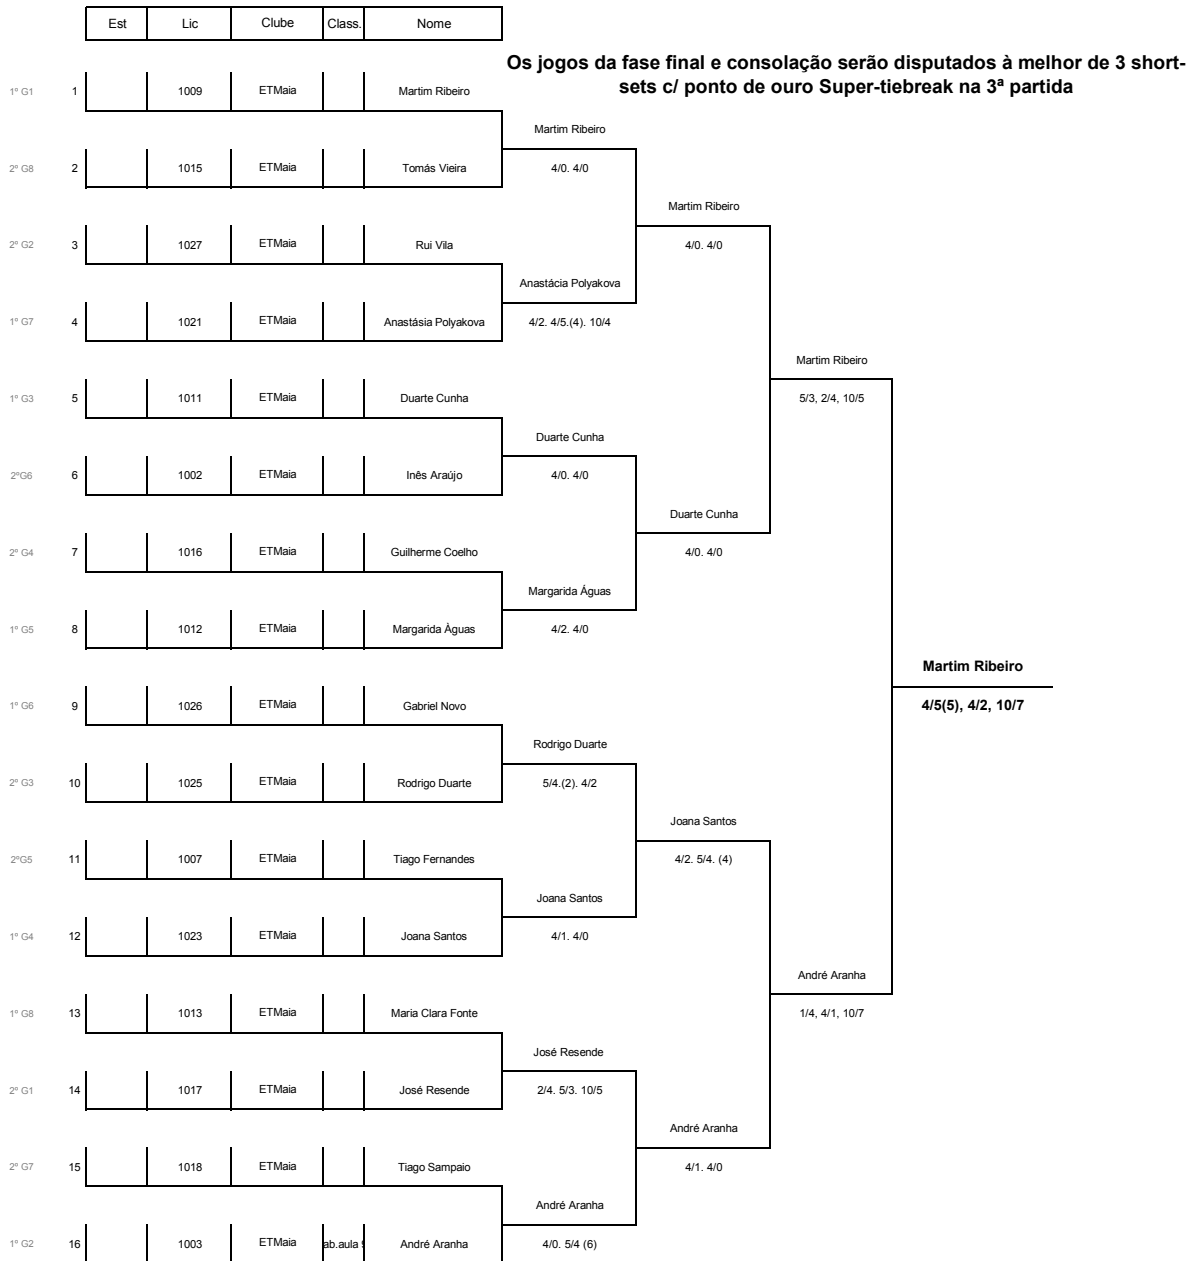 Est Lic Clube Class. Nome
Os jogos da fase final e consolação serão disputados à melhor de 3 short-
sets c/ ponto de ouro Super-tiebreak na 3ª partida
1º G1 1 1009 ETMaia Martim Ribeiro
Martim Ribeiro
2º G8 2 1015 ETMaia Tomás Vieira 4/0. 4/0
Martim Ribeiro
2º G2 3 1027 ETMaia Rui Vila 4/0. 4/0
Anastácia Polyakova
1º G7 4 1021 ETMaia Anastásia Polyakova 4/2. 4/5.(4). 10/4
Martim Ribeiro
1º G3 5 1011 ETMaia Duarte Cunha 5/3, 2/4, 10/5
Duarte Cunha
2ºG6 6 1002 ETMaia Inês Araújo 4/0. 4/0
Duarte Cunha
2º G4 7 1016 ETMaia Guilherme Coelho 4/0. 4/0
Margarida Águas
1º G5 8 1012 ETMaia Margarida Àguas 4/2. 4/0
Martim Ribeiro
1º G6 9 1026 ETMaia Gabriel Novo 4/5(5), 4/2, 10/7
Rodrigo Duarte
2º G3 10 1025 ETMaia Rodrigo Duarte 5/4.(2). 4/2
Joana Santos
2ºG5 11 1007 ETMaia Tiago Fernandes 4/2. 5/4. (4)
Joana Santos
1º G4 12 1023 ETMaia Joana Santos 4/1. 4/0
André Aranha
1º G8 13 1013 ETMaia Maria Clara Fonte 1/4, 4/1, 10/7
José Resende
2º G1 14 1017 ETMaia José Resende 2/4. 5/3. 10/5
André Aranha
2º G7 15 1018 ETMaia Tiago Sampaio 4/1. 4/0
André Aranha
1º G2 16 1003 ETMaia ab.aula André Aranha 4/0. 5/4 (6)